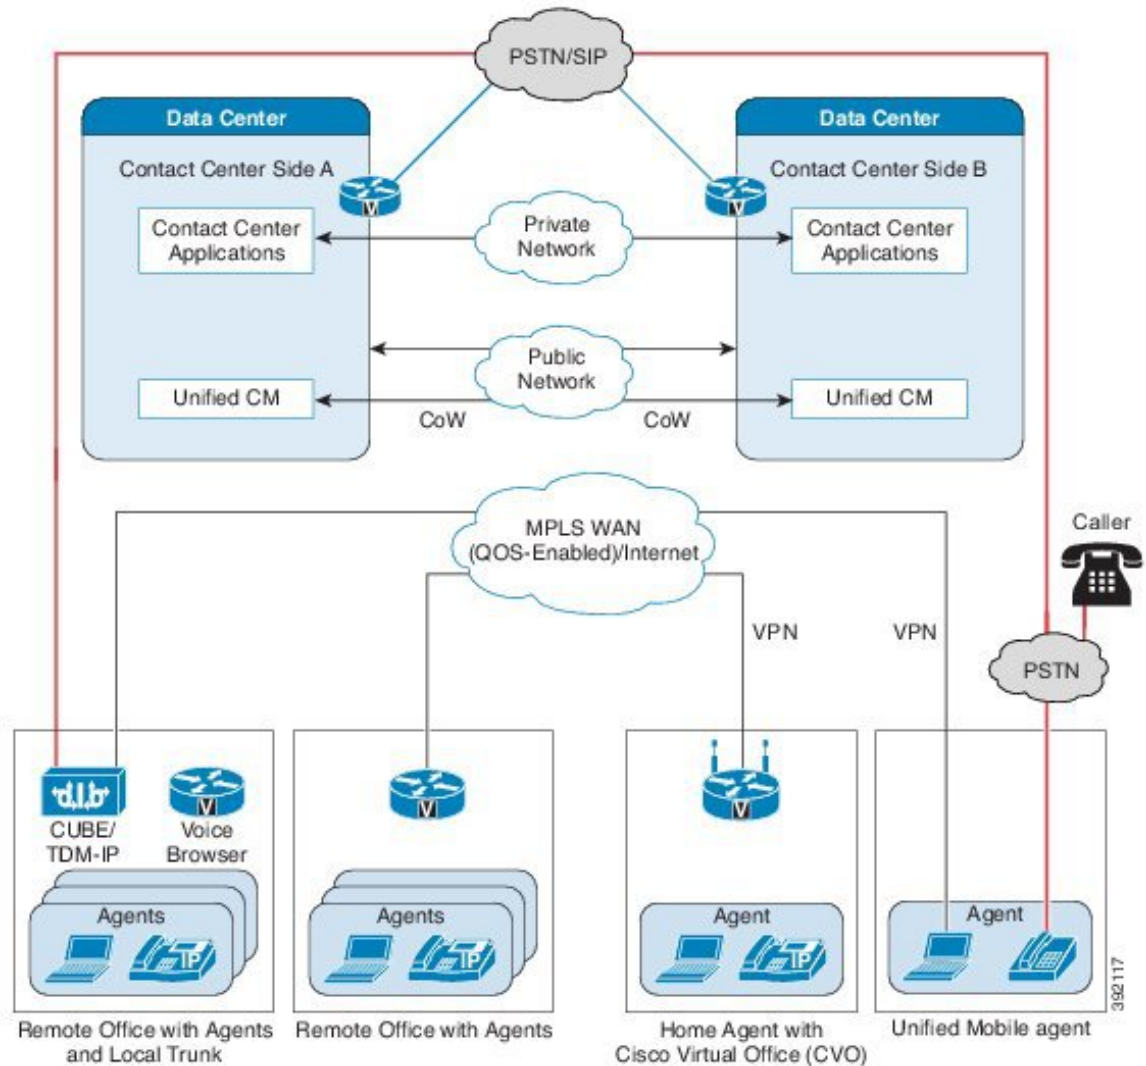 PSTN/SIP
Data Center
Data Center
Contact Center Side A
Contact Center Side B
V
V
Contact Center
Applications
Private
Network
Contact Center
Applications
Public
Network
Unified CM
Unified CM
CoW
CoW
MPLS WAN
(QOS-Enabled)/Internet
Caller
VPN
VPN
PSTN
d,l,b
V
V
V
CUBE/
TDM-IP
Voice
Browser
Agents
IP
Agents
IP
Agent
IP
Agent
392117
Remote Office with Agents
and Local Trunk
Remote Office with Agents
Home Agent with
Cisco Virtual Office (CVO)
Unified Mobile agent